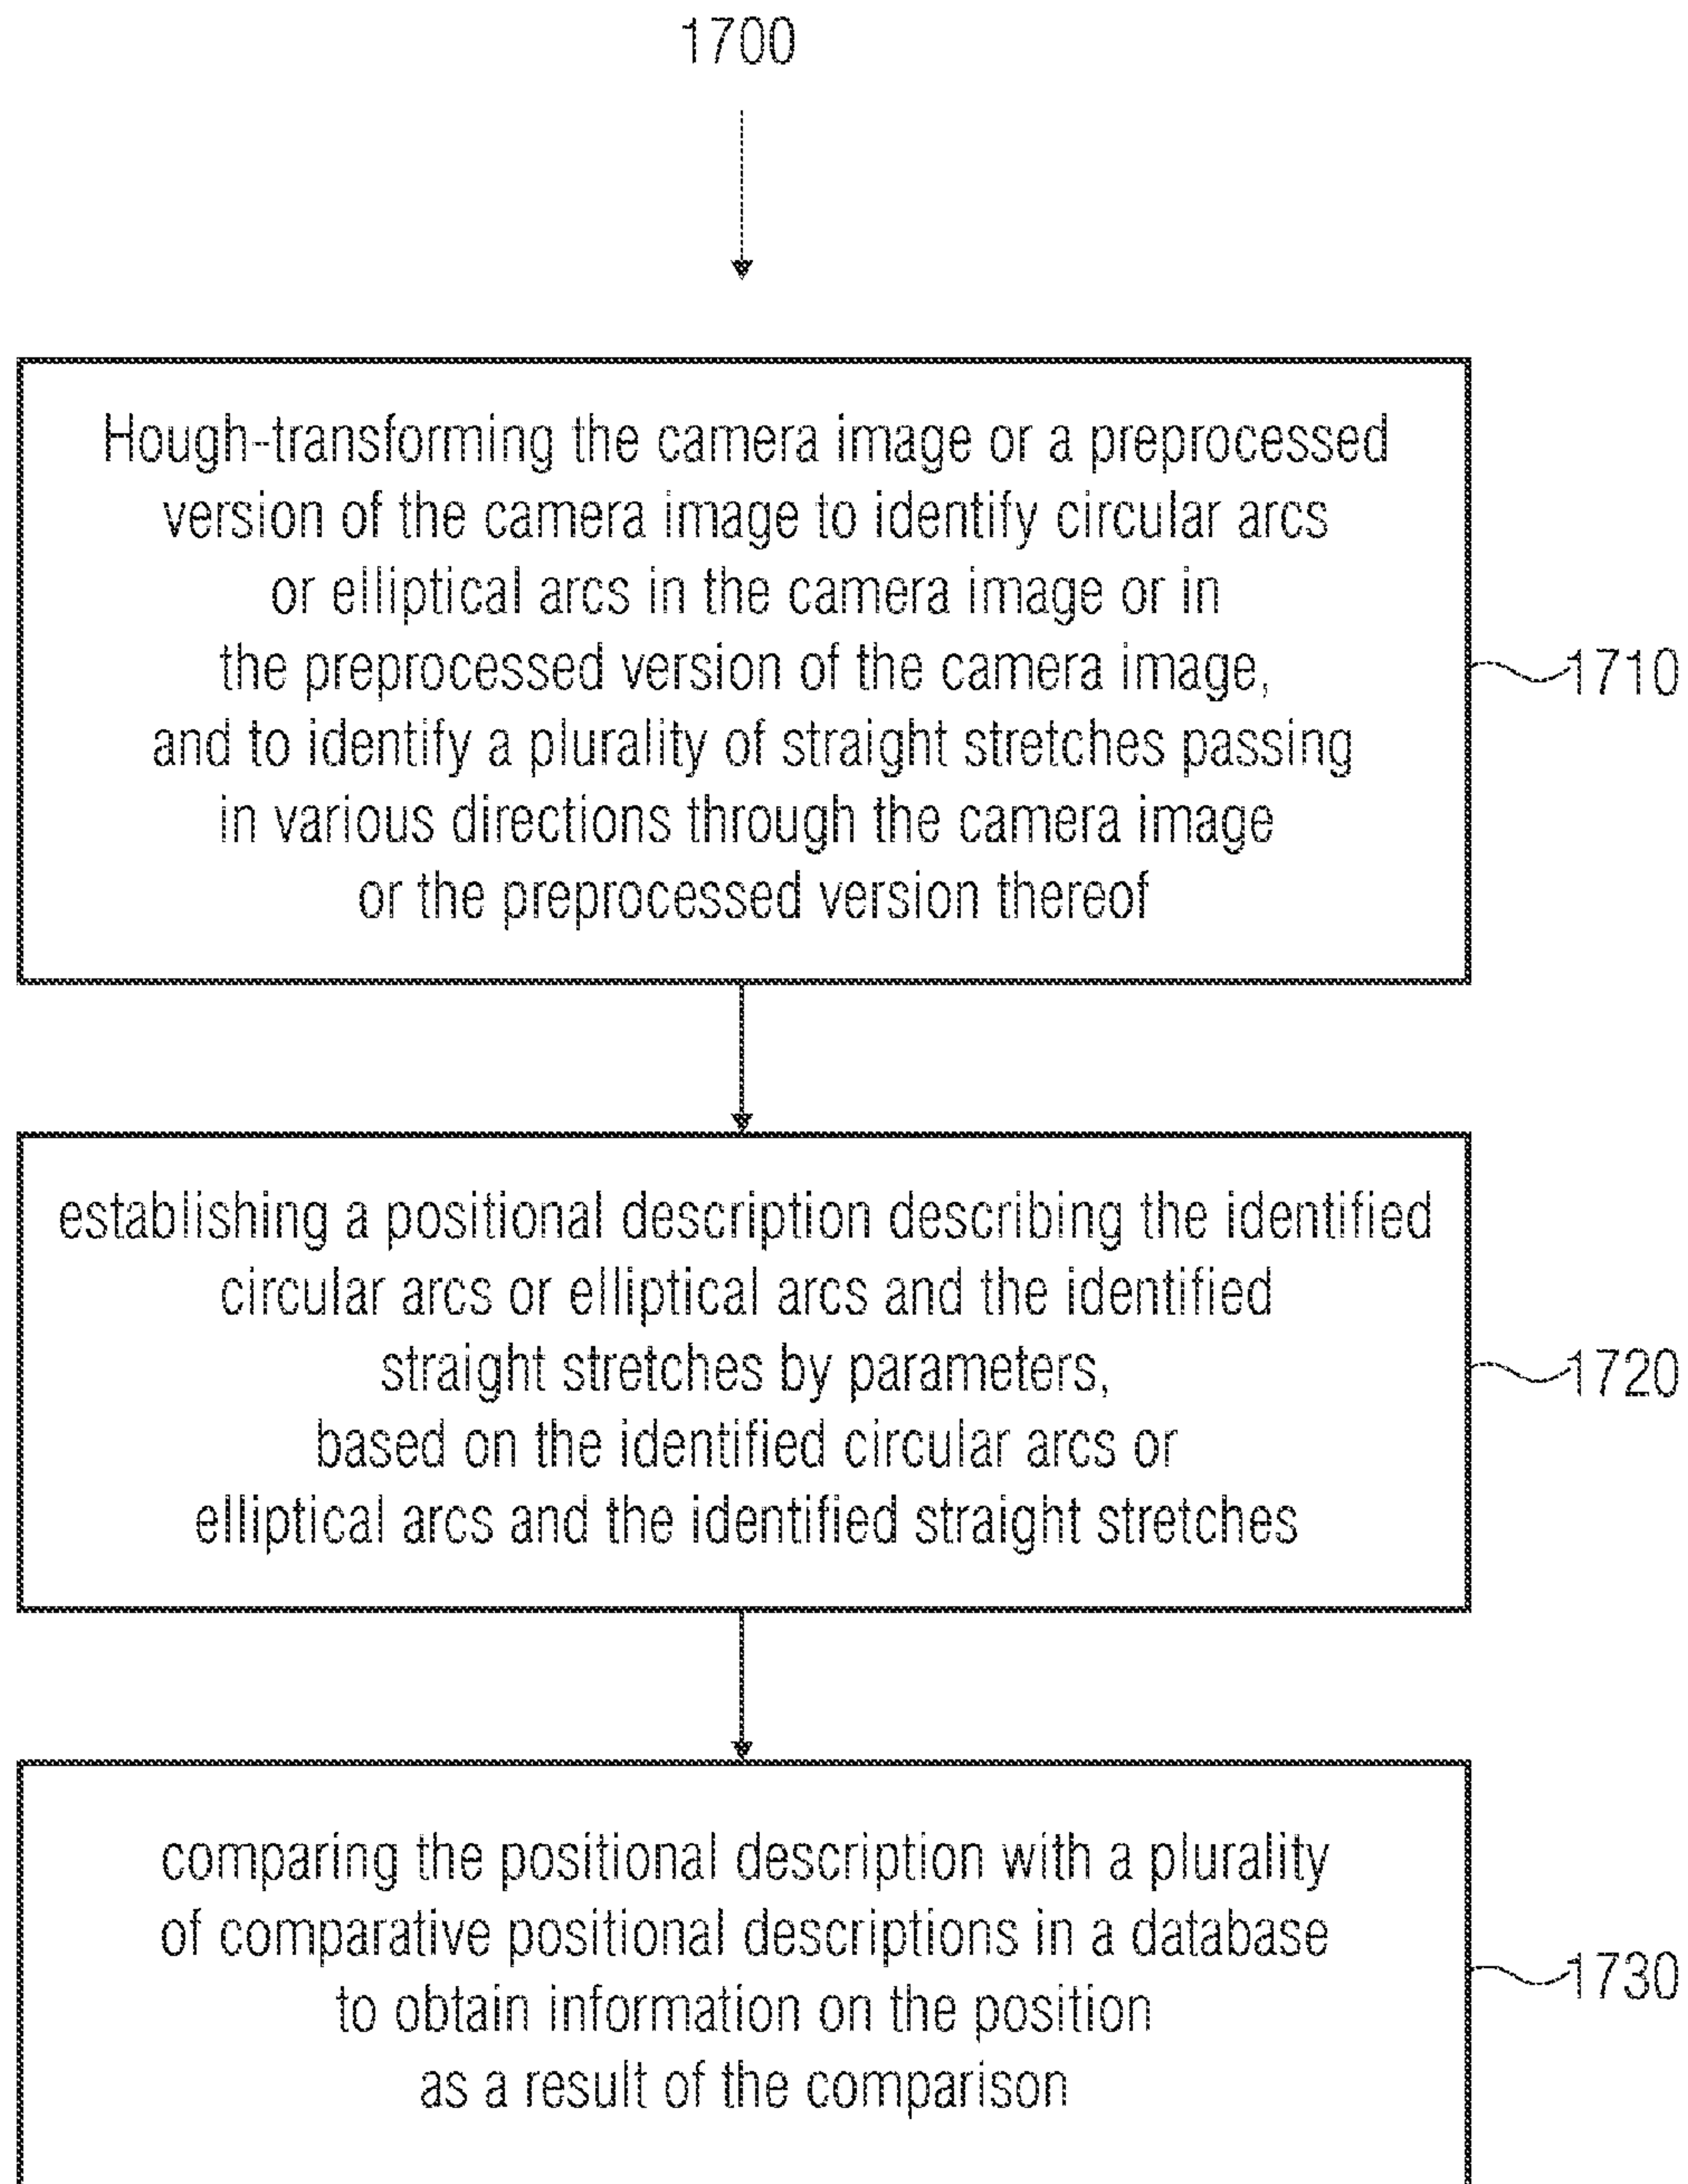 1700
Hough-transforming the camera image or a preprocessed
version of the camera image to identify circular arcs
or elliptical arcs in the camera image or in
the preprocessed version of the camera image,
and to identify a plurality of straight stretches passing
in various directions through the camera image
or the preprocessed version thereof
1710
establishing a positional description describing the identified
circular arcs or elliptical arcs and the identified
straight stretches by parameters,
based on the identified circular arcs or
elliptical arcs and the identified straight stretches
1720
comparing the positional description with a plurality
of comparative positional descriptions in a database
to obtain information on the position
as a result of the comparison
1730